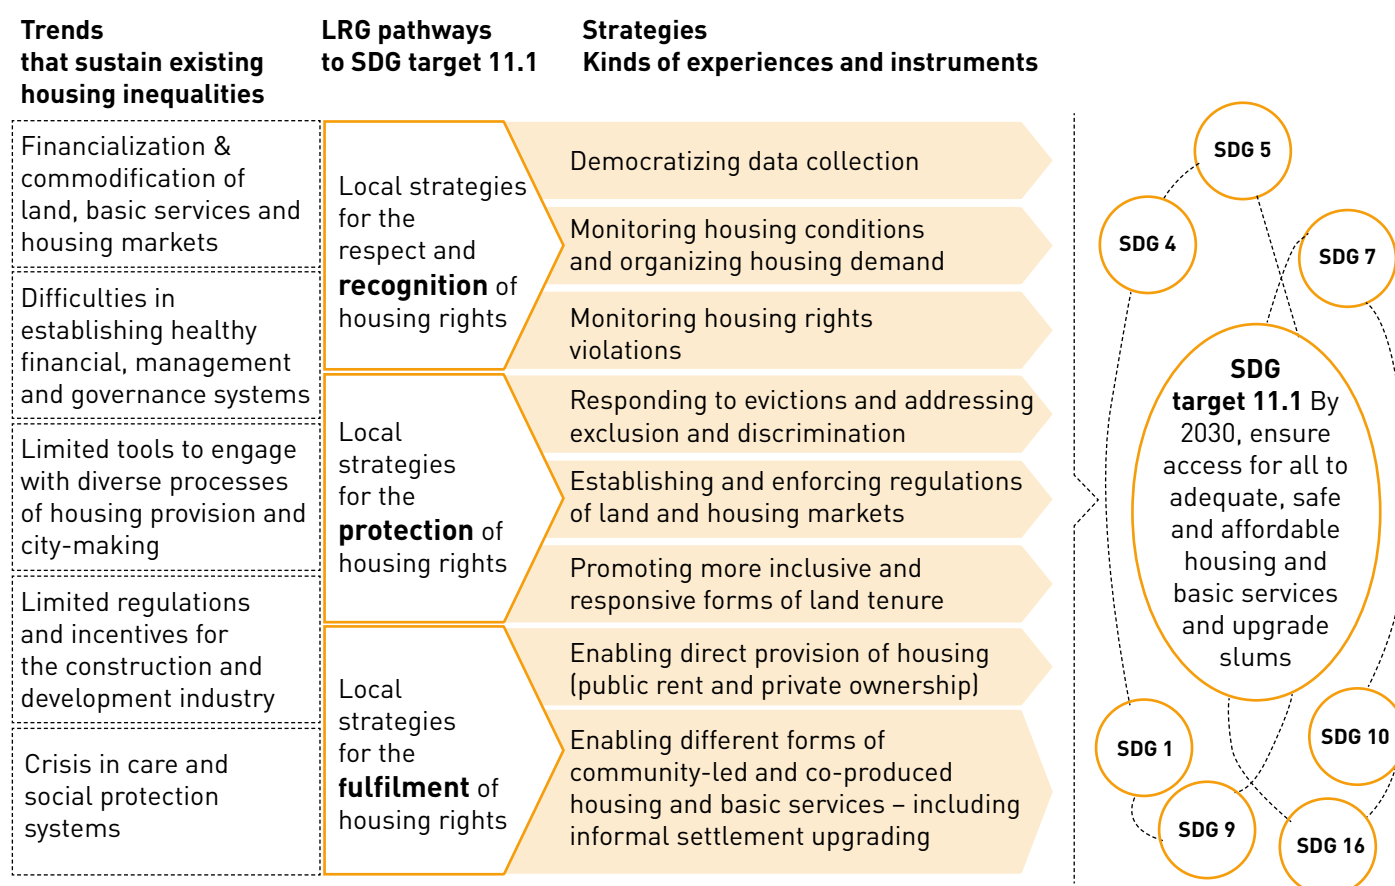 Trends
that sustain existing
housing inequalities
LRG pathways
to SDG target 11.1
Strategies
Kinds of experiences and instruments
Financialization &
commodification of
land, basic services and
housing markets
Difficulties in
establishing healthy
financial, management
and governance systems
Limited tools to engage
with diverse processes
of housing provision and
city-making
Limited regulations
and incentives for
the construction and
development industry
Crisis in care and
social protection
systems
Local strategies
for the
respect and
recognition of
housing rights
Local
strategies
for the
protection of
housing rights
Local
strategies
for the
fulfilment of
housing rights
Democratizing data collection
Monitoring housing conditions
and organizing housing demand
Monitoring housing rights
violations
Responding to evictions and addressing
exclusion and discrimination
Establishing and enforcing regulations
of land and housing markets
Promoting more inclusive and
responsive forms of land tenure
Enabling direct provision of housing
(public rent and private ownership)
Enabling different forms of
community-led and co-produced
housing and basic services – including
informal settlement upgrading
SDG 5
SDG 4
SDG 7
SDG
target 11.1 By
2030, ensure
access for all to
adequate, safe
and affordable
housing and
basic services
and upgrade
slums
SDG 1
SDG 10
SDG 9
SDG 16